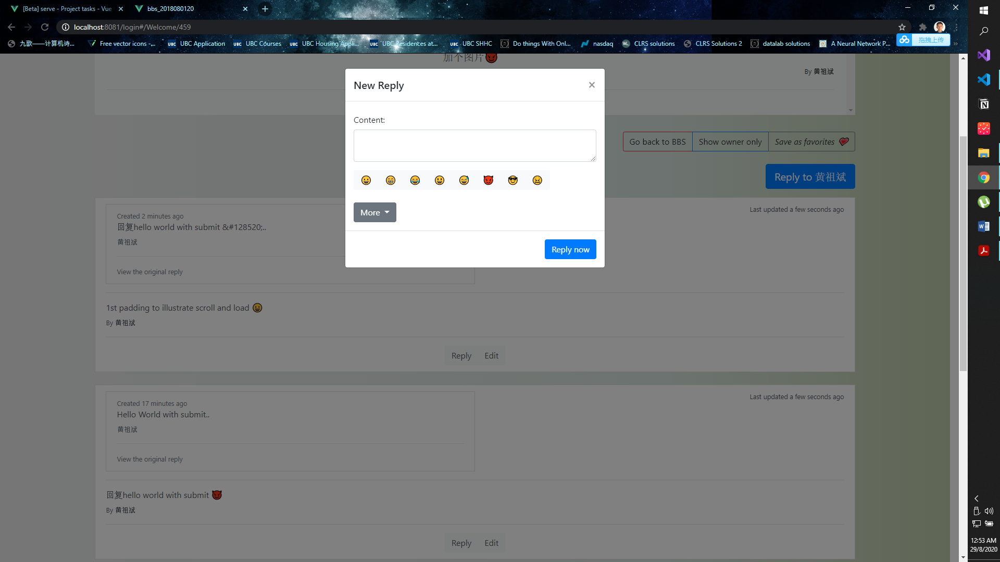 [Beta] serve - Project tasks - Vue
bbs_2018080120
localhost:8081/login#/Welcome/459
九歌——计算机诗...
Free vector icons -...
UBC Application
UBC Courses
UBC Housing Appli...
UBC Residences at...
UBC SHHC
Do things With Onl...
nasdaq
CLRS solutions
CLRS Solutions 2
datalab solutions
A Neural Network P...
拖拽上传
加个图片😈
By 黄祖斌
New Reply
×
Content:
😀 😁 😂 😃 😅 😈 😎 😖
More
Reply now
Go back to BBS
Show owner only
Save as favorites 💘
Reply to 黄祖斌
Created 2 minutes ago
Last updated a few seconds ago
回复hello world with submit &#128520;..
黄祖斌
View the original reply
1st padding to illustrate scroll and load 😀
By 黄祖斌
Reply Edit
Created 17 minutes ago
Last updated a few seconds ago
Hello World with submit..
黄祖斌
View the original reply
回复hello world with submit 😈
By 黄祖斌
Reply Edit
12:53 AM
29/8/2020